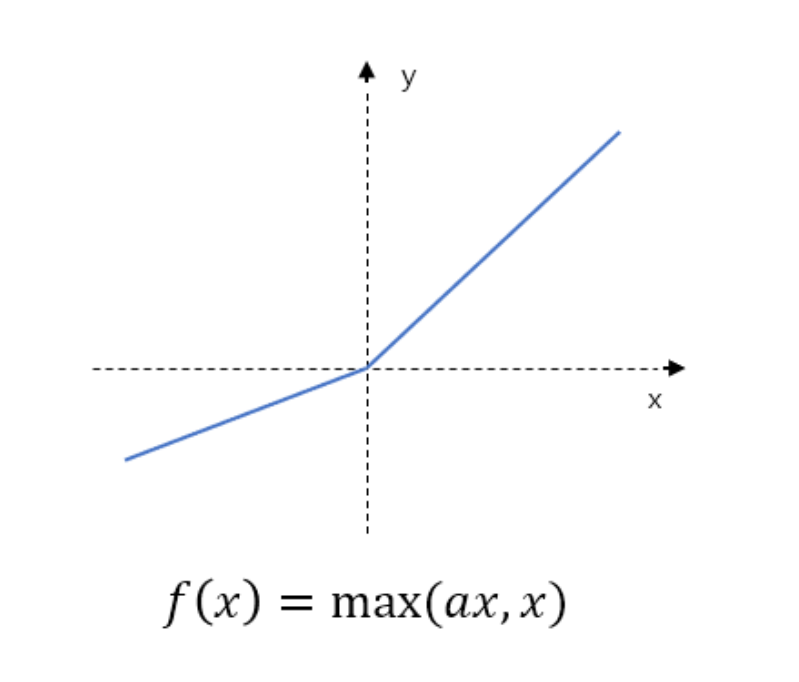 y
x
f(x) = max(ax, x)